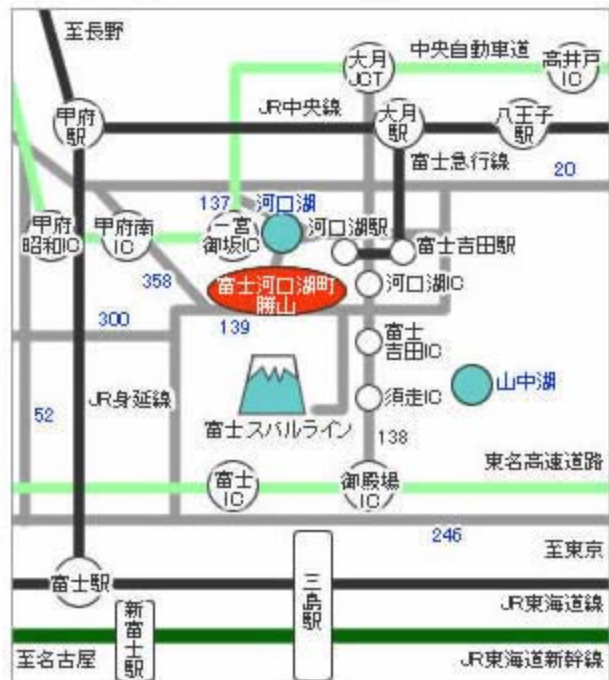 至長野
大月
JCT
中央自動車道
高井戸
IC
甲府
駅
JR中央線
大月
駅
八王子
駅
富士急行線
20
137
河口湖
甲府
昭和IC
甲府南
IC
一宮
御坂IC
河口湖駅
富士吉田駅
358
富士河口湖町
勝山
河口湖IC
300
139
富士
吉田IC
52
JR身延線
山中湖
須走IC
富士スバルライン
138
東名高速道路
富士
IC
御殿場
IC
246
至東京
富士駅
三島駅
JR東海道線
新富士駅
至名古屋
JR東海道新幹線